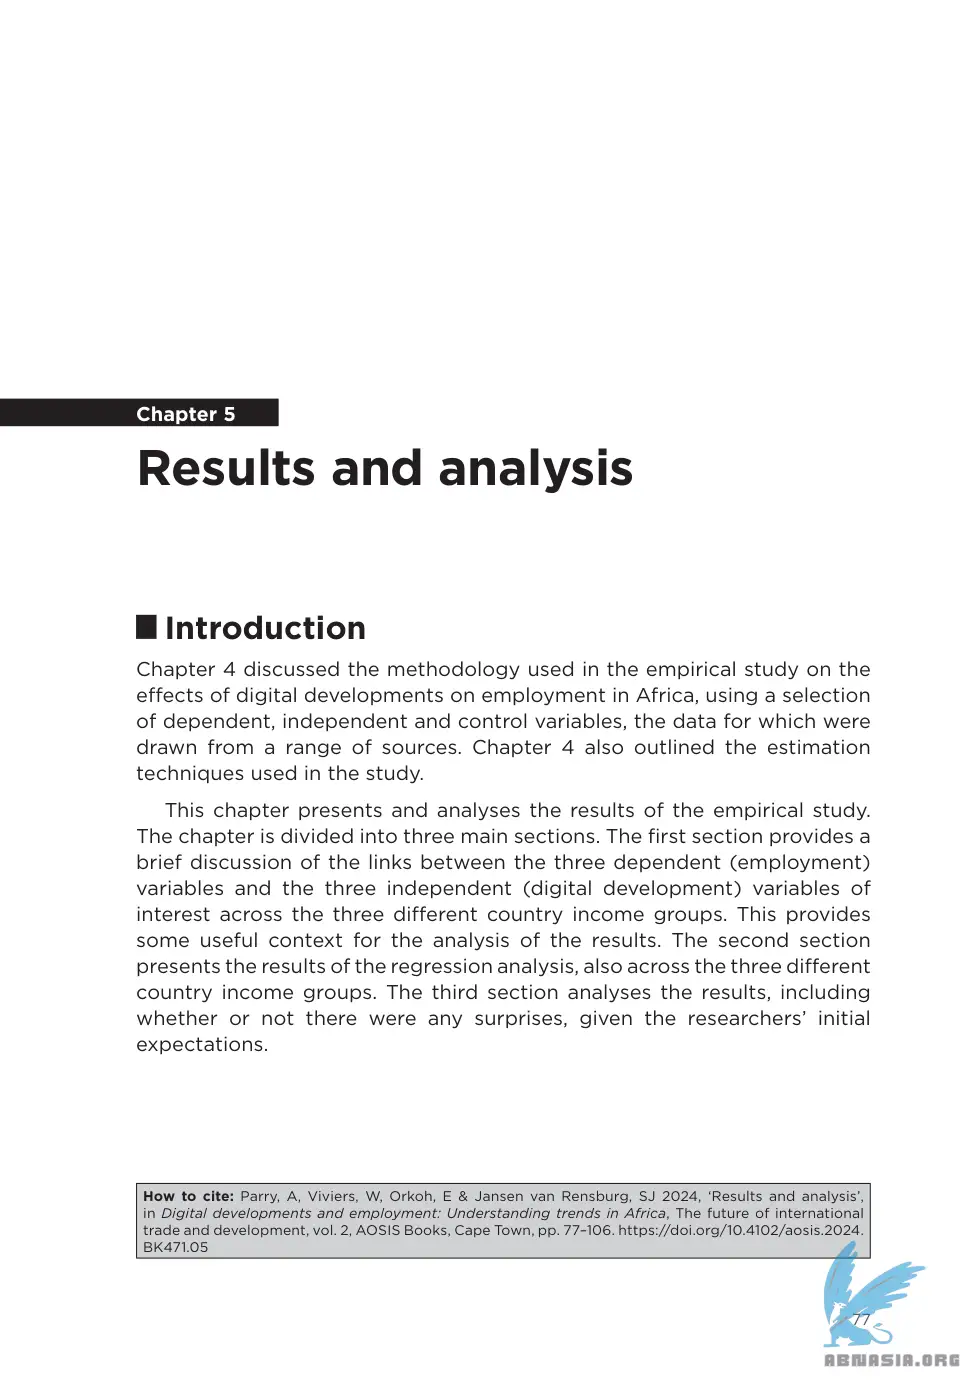 Chapter 5
Results and analysis
Introduction
Chapter 4 discussed the methodology used in the empirical study on the
effects of digital developments on employment in Africa, using a selection
of dependent, independent and control variables, the data for which were
drawn from a range of sources. Chapter 4 also outlined the estimation
techniques used in the study.
This chapter presents and analyses the results of the empirical study.
The chapter is divided into three main sections. The first section provides a
brief discussion of the links between the three dependent (employment)
variables and the three independent (digital development) variables of
interest across the three different country income groups. This provides
some useful context for the analysis of the results. The second section
presents the results of the regression analysis, also across the three different
country income groups. The third section analyses the results, including
whether or not there were any surprises, given the researchers’ initial
expectations.
How to cite: Parry, A, Viviers, W, Orkoh, E & Jansen van Rensburg, SJ 2024, ‘Results and analysis’,
in Digital developments and employment: Understanding trends in Africa, The future of international
trade and development, vol. 2, AOSIS Books, Cape Town, pp. 77–106. https://doi.org/10.4102/aosis.2024.
BK471.05
77
ABNASIA.ORG